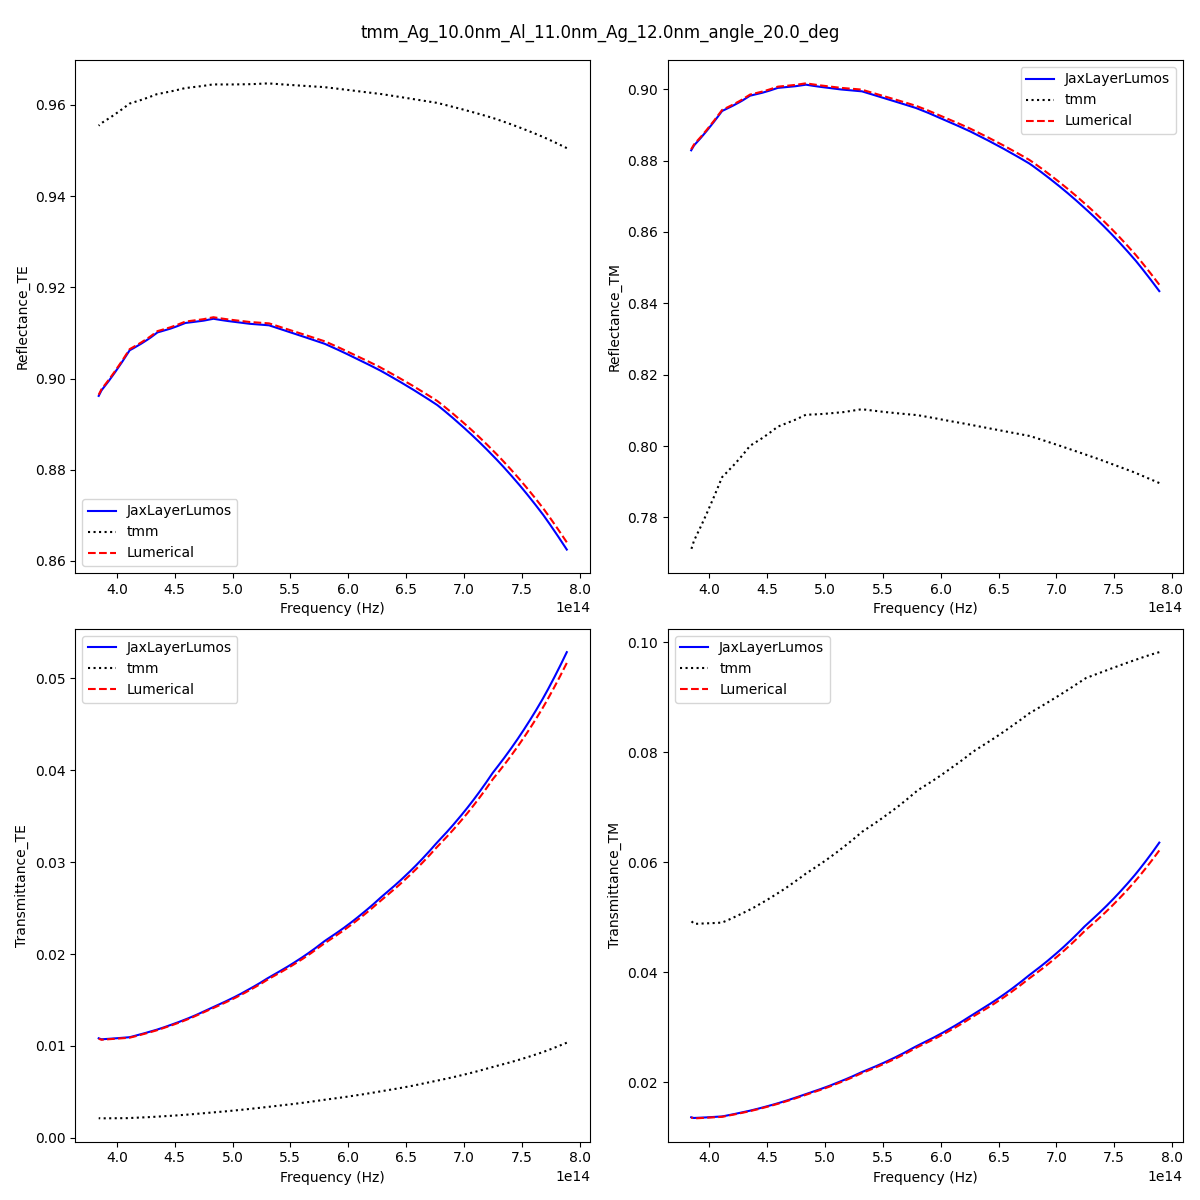 tmm_Ag_10.0nm_Al_11.0nm_Ag_12.0nm_angle_20.0_deg
Reflectance_TE
0.96
0.94
0.92
0.90
0.88
0.86
JaxLayerLumos
tmm
Lumerical
4.0 4.5 5.0 5.5 6.0 6.5 7.0 7.5 8.0
1e14
Frequency (Hz)
Reflectance_TM
0.90
0.88
0.86
0.84
0.82
0.80
0.78
JaxLayerLumos
tmm
Lumerical
4.0 4.5 5.0 5.5 6.0 6.5 7.0 7.5 8.0
1e14
Frequency (Hz)
Transmittance_TE
0.05
0.04
0.03
0.02
0.01
0.00
JaxLayerLumos
tmm
Lumerical
4.0 4.5 5.0 5.5 6.0 6.5 7.0 7.5 8.0
1e14
Frequency (Hz)
Transmittance_TM
0.10
0.08
0.06
0.04
0.02
JaxLayerLumos
tmm
Lumerical
4.0 4.5 5.0 5.5 6.0 6.5 7.0 7.5 8.0
1e14
Frequency (Hz)